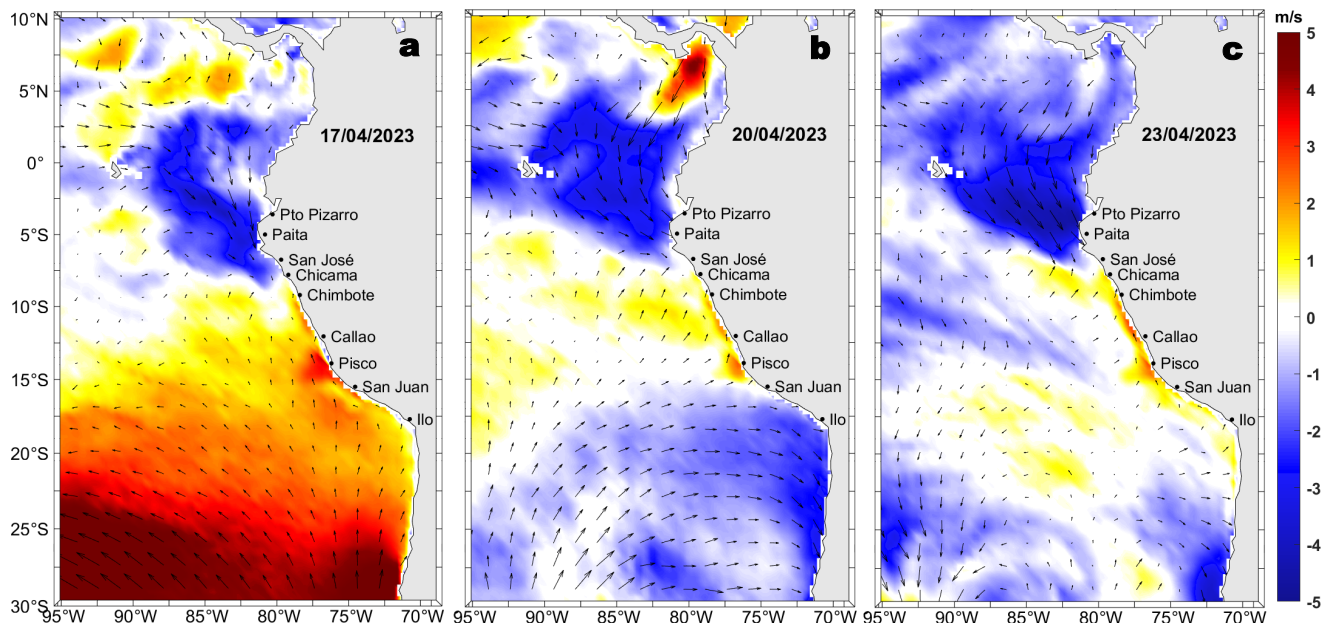 a
17/04/2023
10°N
5°N
0°
5°S
10°S
15°S
20°S
25°S
30°S
Pto Pizarro
Paita
San José
Chicama
Chimbote
Callao
Pisco
San Juan
Ilo
95°W 90°W 85°W 80°W 75°W 70°W
b
20/04/2023
Pto Pizarro
Paita
San José
Chicama
Chimbote
Callao
Pisco
San Juan
Ilo
95°W 90°W 85°W 80°W 75°W 70°W
c
23/04/2023
Pto Pizarro
Paita
San José
Chicama
Chimbote
Callao
Pisco
San Juan
Ilo
95°W 90°W 85°W 80°W 75°W 70°W
m/s
5
4
3
2
1
0
-1
-2
-3
-4
-5